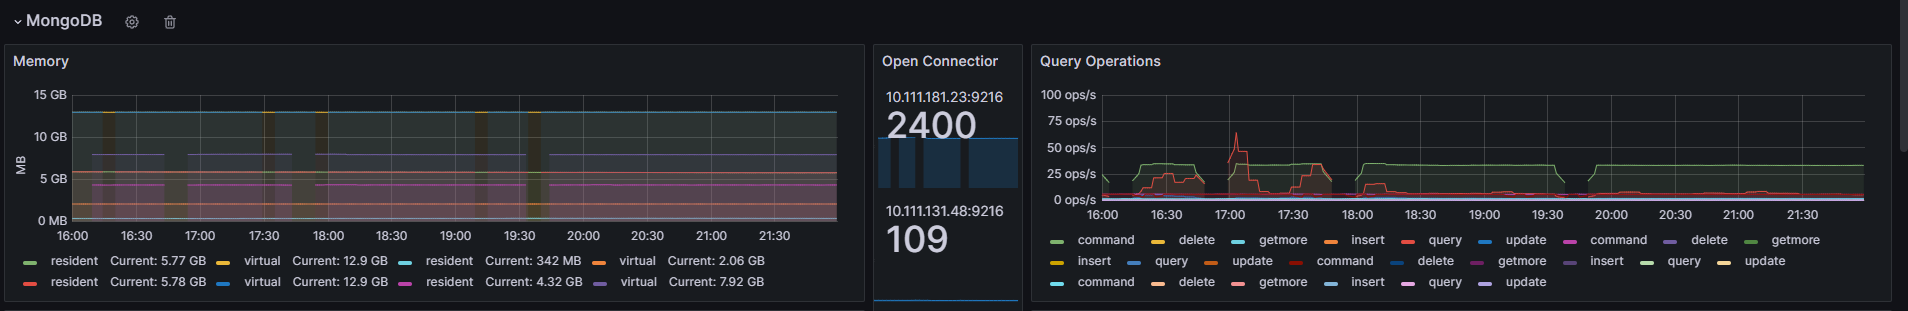 MongoDB
Memory
15 GB
10 GB
5 GB
0 MB
MB
16:00 16:30 17:00 17:30 18:00 18:30 19:00 19:30 20:00 20:30 21:00 21:30
resident Current: 5.77 GB virtual Current: 12.9 GB resident Current: 342 MB virtual Current: 2.06 GB
resident Current: 5.78 GB virtual Current: 12.9 GB resident Current: 4.32 GB virtual Current: 7.92 GB
Open Connectior
10.111.181.23:9216
2400
10.111.131.48:9216
109
Query Operations
100 ops/s
75 ops/s
50 ops/s
25 ops/s
0 ops/s
16:00 16:30 17:00 17:30 18:00 18:30 19:00 19:30 20:00 20:30 21:00 21:30
command delete getmore insert query update command delete getmore
insert query update command delete getmore insert query update
command delete getmore insert query update